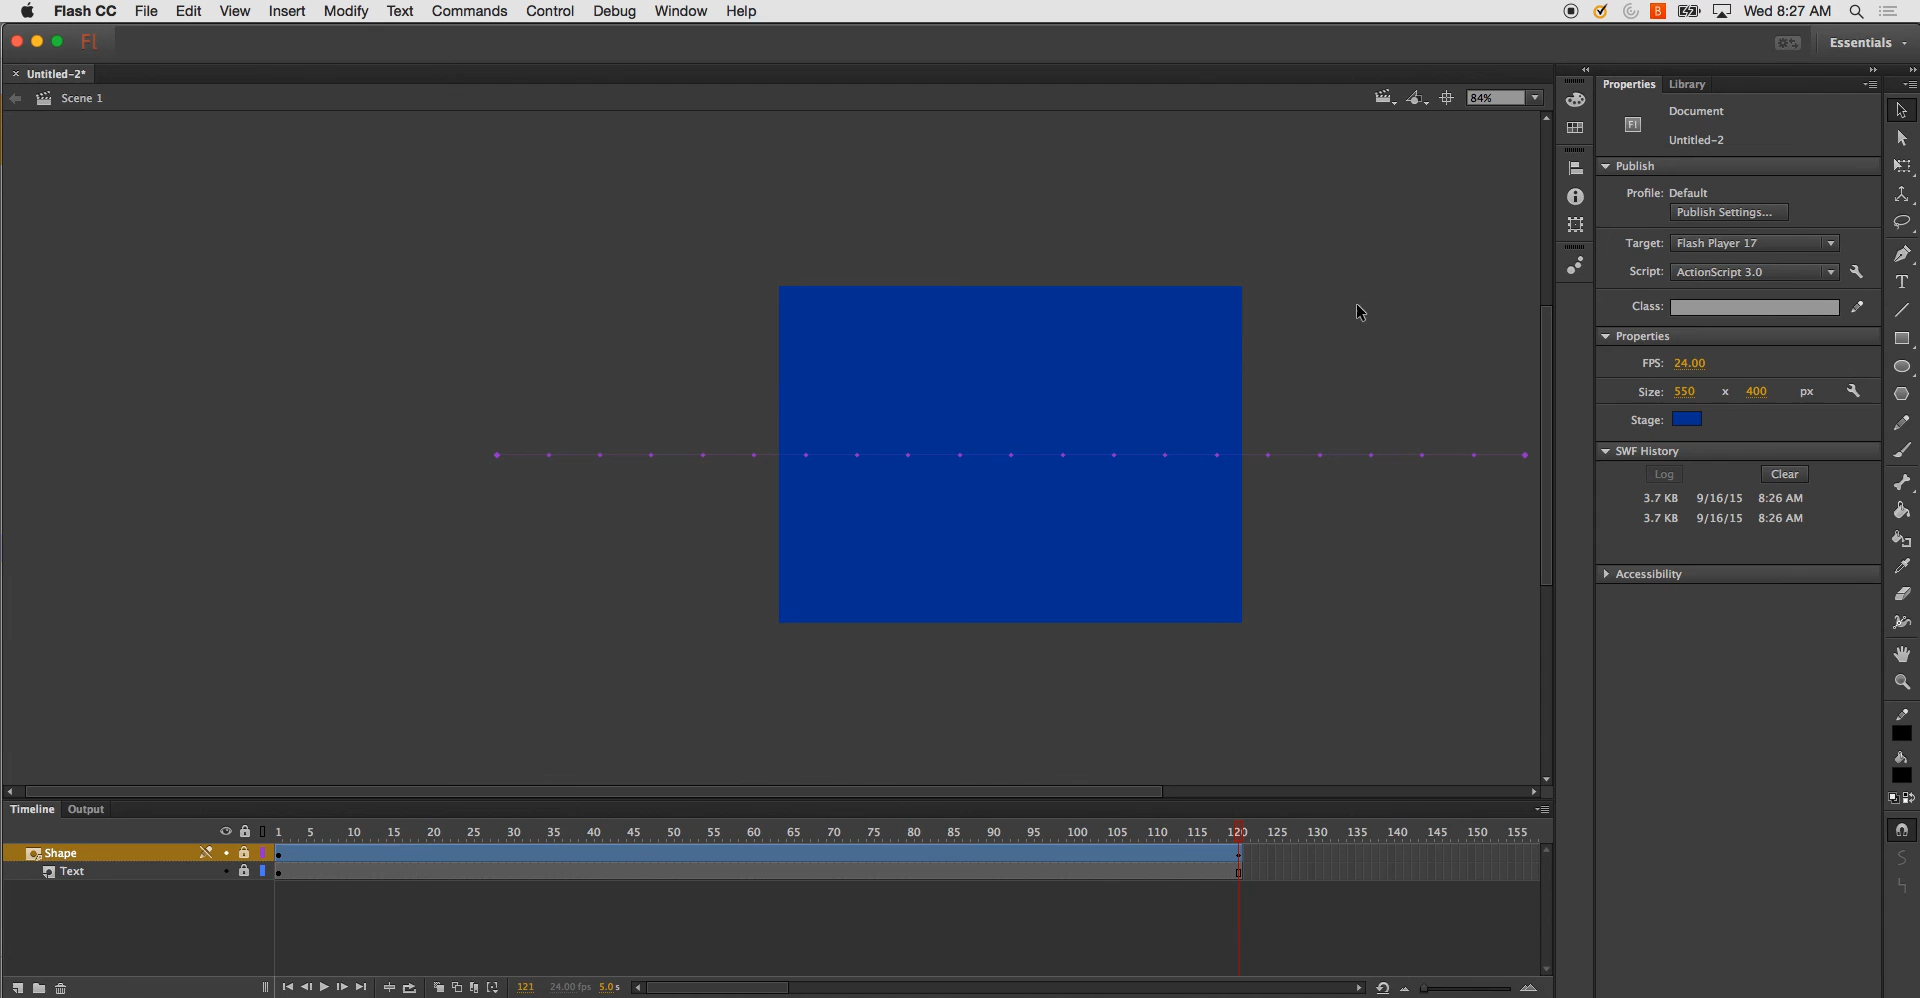 Flash CC File Edit View Insert Modify Text Commands Control Debug Window Help B Wed 8:27 AM
Fl Essentials
× Untitled-2*
Scene 1 84%
Properties Library
Fl Document
Untitled-2
Publish
Profile: Default
Publish Settings...
Target: Flash Player 17
Script: ActionScript 3.0
Class:
Properties
FPS: 24.00
Size: 550 x 400 px
Stage:
SWF History
Log Clear
3.7 KB 9/16/15 8:26 AM
3.7 KB 9/16/15 8:26 AM
Accessibility
T
Timeline Output
1 5 10 15 20 25 30 35 40 45 50 55 60 65 70 75 80 85 90 95 100 105 110 115 120 125 130 135 140 145 150 155
Shape
Text
121 24.00 fps 5.0 s